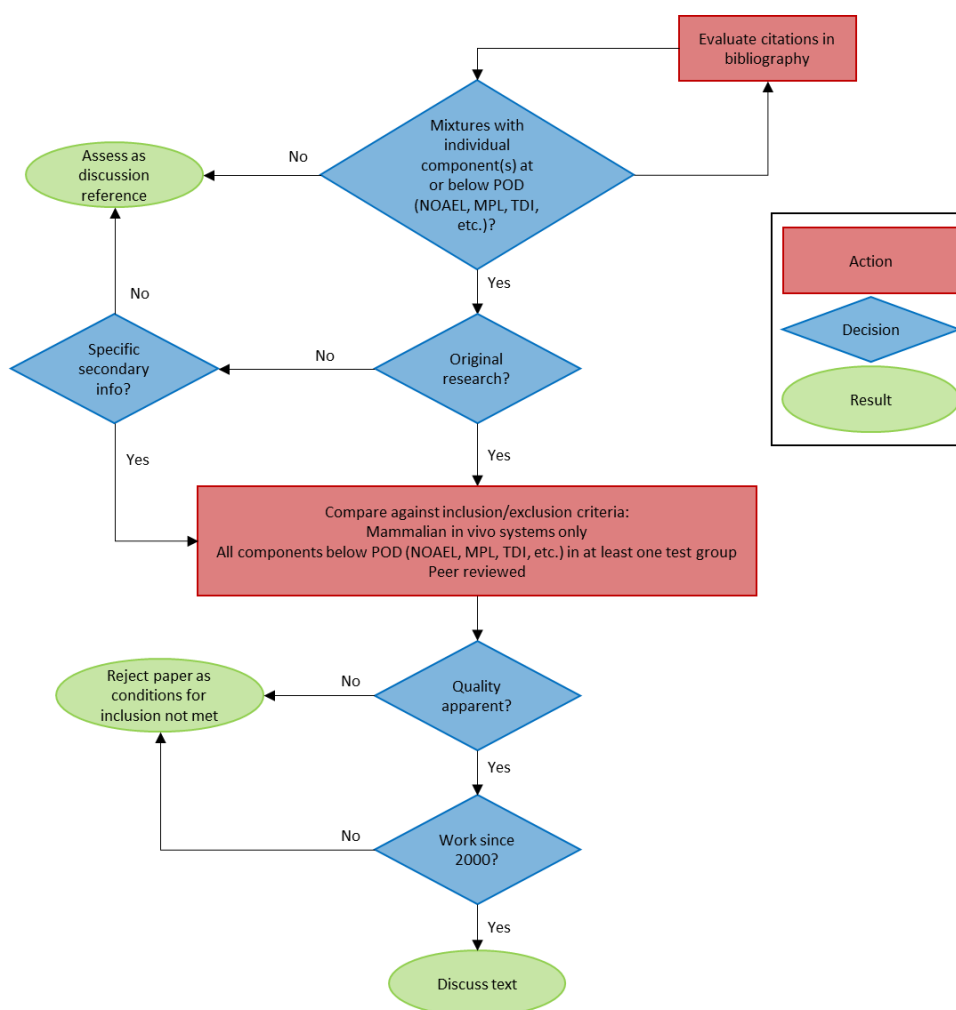 Evaluate citations in
bibliography
Mixtures with
individual
component(s) at
or below POD
(NOAEL, MPL, TDI,
etc.)?
No
Assess as
discussion
reference
Yes
Action
Decision
Result
No
Specific
secondary
info?
No
Original
research?
Yes
Yes
Compare against inclusion/exclusion criteria:
Mammalian in vivo systems only
All components below POD (NOAEL, MPL, TDI, etc.) in at least one test group
Peer reviewed
Reject paper as
conditions for
inclusion not met
No
Quality
apparent?
Yes
No
Work since
2000?
Yes
Discuss text